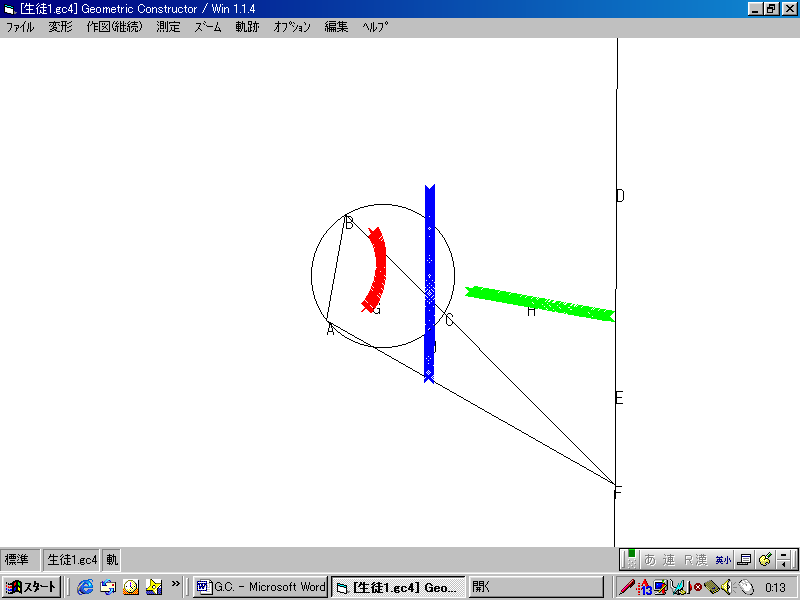 [生徒1.gc4] Geometric Constructor / Win 1.1.4
ファイル 変形 作図(継続) 測定 ズーム 軌跡 オプション 編集 ヘルプ
D
B
G
H
C
A
E
F
標準 生徒1.gc4 軌
あ 連 R漢 英小
スタート » G.C. - Microsoft Word [生徒1.gc4] Geo... 開く 13 0:13